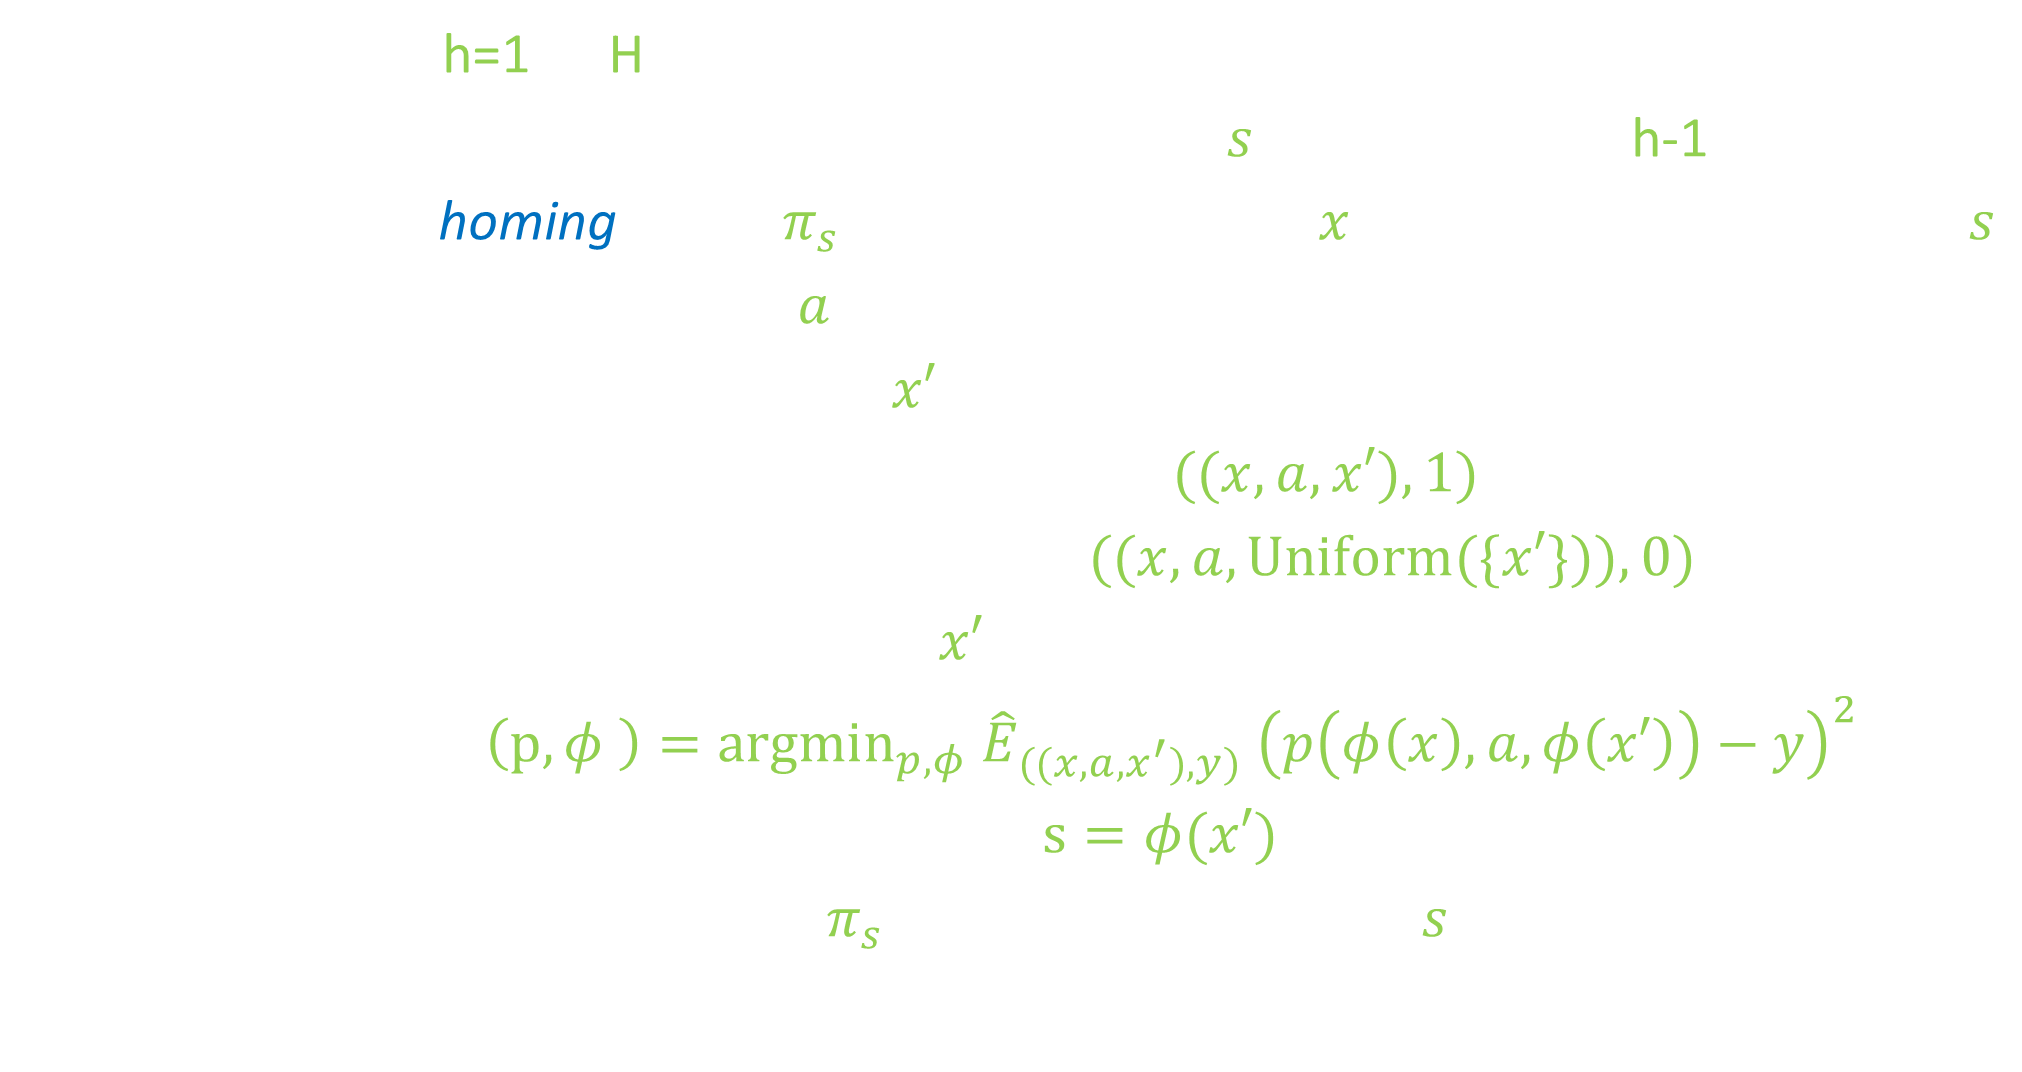 h=1 H
s h-1
homing π_s x s
a
x′
((x, a, x′), 1)
((x, a, Uniform({x′})), 0)
x′
(p, ϕ ) = argmin_{p,ϕ} Ê_{((x,a,x′),y)} (p(ϕ(x), a, ϕ(x′)) − y)²
s = ϕ(x′)
π_s s